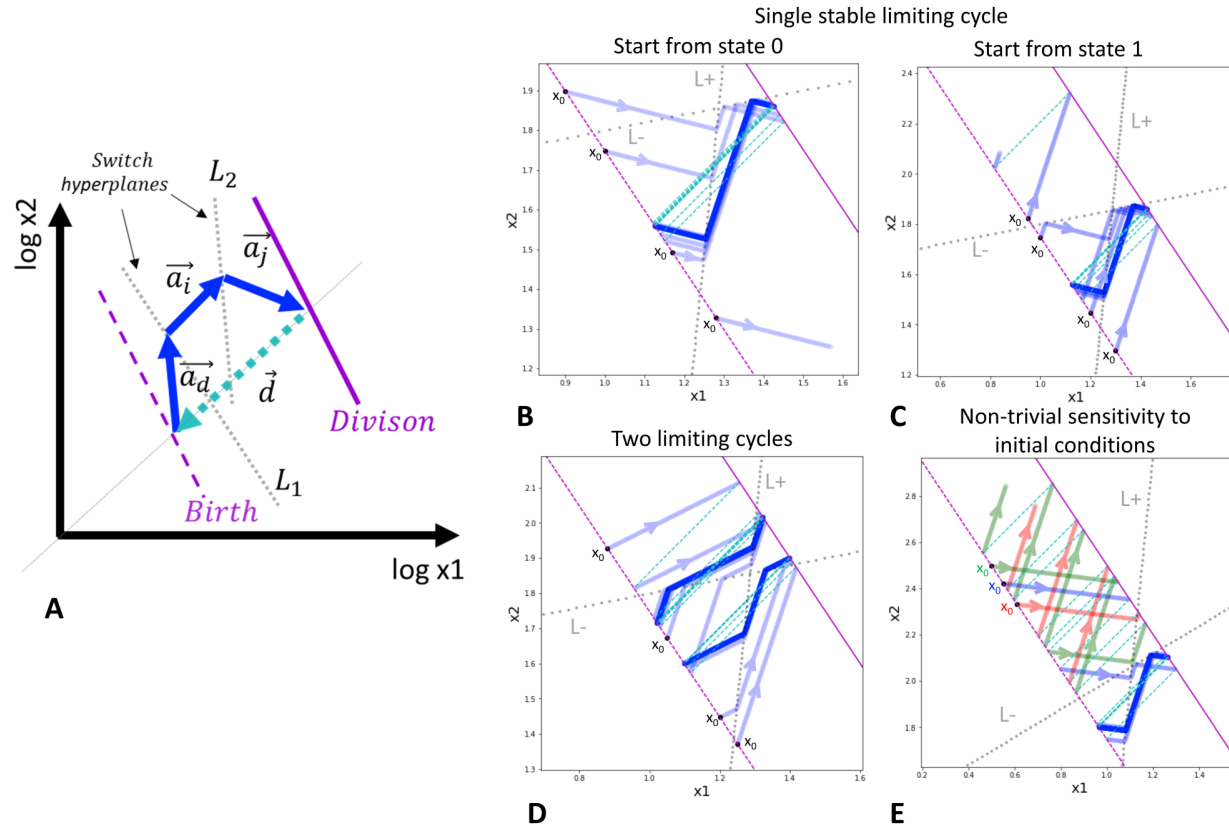 Single stable limiting cycle
Start from state 0
Start from state 1
Switch
hyperplanes
L₂
L₁
log x2
log x1
a_i
a_j
a_d
d
Divison
Birth
A
1.9
1.8
1.7
1.6
1.5
1.4
1.3
1.2
0.9
1.0
1.1
1.2
1.3
1.4
1.5
1.6
x2
x1
L+
L-
x₀
x₀
x₀
x₀
B
2.4
2.2
2.0
1.8
1.6
1.4
1.2
0.6
0.8
1.0
1.2
1.4
1.6
x2
x1
L+
L-
x₀
x₀
x₀
x₀
C
Two limiting cycles
2.1
2.0
1.9
1.8
1.7
1.6
1.5
1.4
1.3
0.8
1.0
1.2
1.4
1.6
x2
x1
L+
L-
x₀
x₀
x₀
x₀
D
Non-trivial sensitivity to
initial conditions
2.8
2.6
2.4
2.2
2.0
1.8
0.2
0.4
0.6
0.8
1.0
1.2
1.4
x2
x1
L+
L-
x₀
x₀
x₀
E